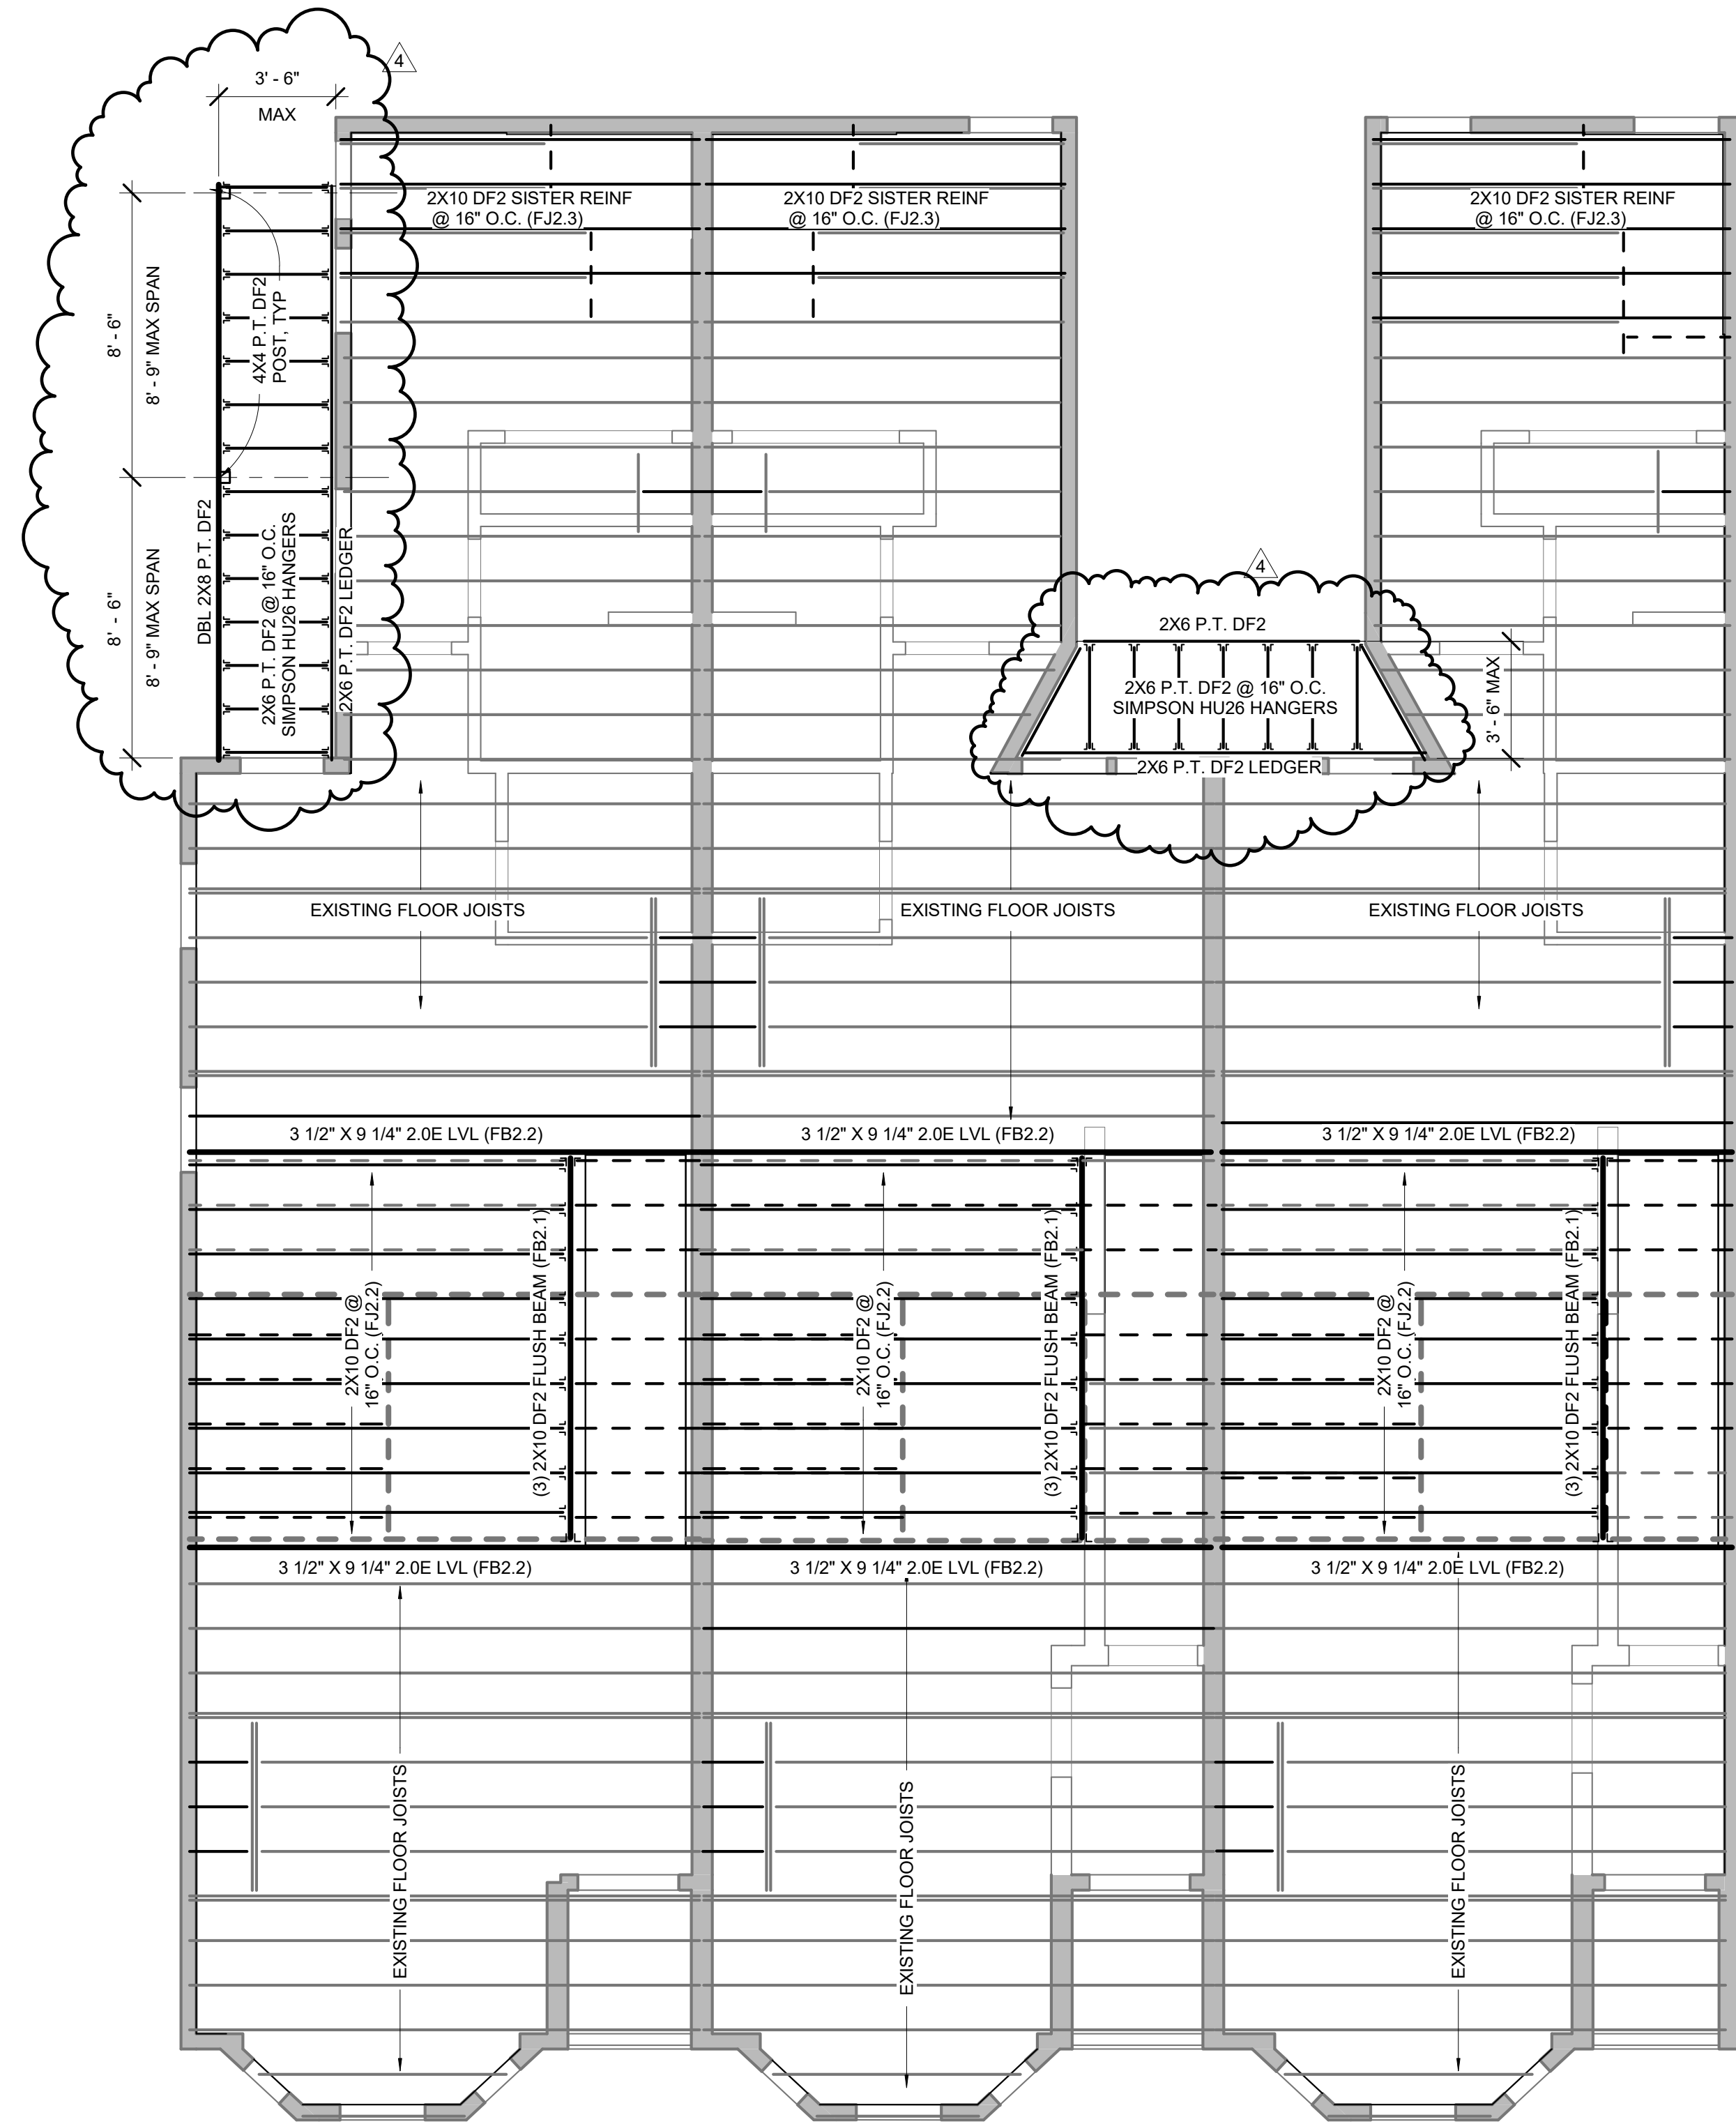 4
3' - 6"
MAX
2X10 DF2 SISTER REINF
@ 16" O.C. (FJ2.3)
2X10 DF2 SISTER REINF
@ 16" O.C. (FJ2.3)
2X10 DF2 SISTER REINF
@ 16" O.C. (FJ2.3)
8' - 6"
8' - 9" MAX SPAN
4X4 P.T. DF2
POST, TYP
8' - 6"
8' - 9" MAX SPAN
DBL 2X8 P.T. DF2
2X6 P.T. DF2 @ 16" O.C.
SIMPSON HU26 HANGERS
2X6 P.T. DF2 LEDGER
4
2X6 P.T. DF2
2X6 P.T. DF2 @ 16" O.C.
SIMPSON HU26 HANGERS
2X6 P.T. DF2 LEDGER
3' - 6" MAX
EXISTING FLOOR JOISTS
EXISTING FLOOR JOISTS
EXISTING FLOOR JOISTS
3 1/2" X 9 1/4" 2.0E LVL (FB2.2)
3 1/2" X 9 1/4" 2.0E LVL (FB2.2)
3 1/2" X 9 1/4" 2.0E LVL (FB2.2)
2X10 DF2 @
16" O.C. (FJ2.2)
(3) 2X10 DF2 FLUSH BEAM (FB2.1)
2X10 DF2 @
16" O.C. (FJ2.2)
(3) 2X10 DF2 FLUSH BEAM (FB2.1)
2X10 DF2 @
16" O.C. (FJ2.2)
(3) 2X10 DF2 FLUSH BEAM (FB2.1)
3 1/2" X 9 1/4" 2.0E LVL (FB2.2)
3 1/2" X 9 1/4" 2.0E LVL (FB2.2)
3 1/2" X 9 1/4" 2.0E LVL (FB2.2)
EXISTING FLOOR JOISTS
EXISTING FLOOR JOISTS
EXISTING FLOOR JOISTS